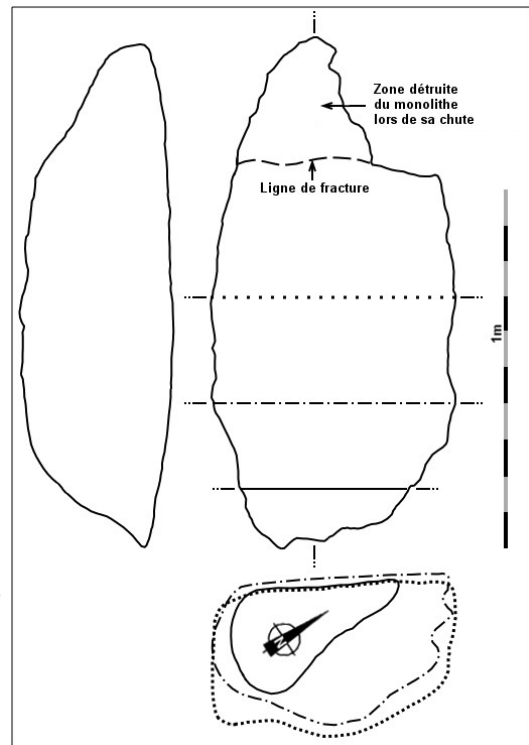 Zone détruite
du monolithe
lors de sa chute
Ligne de fracture
1m